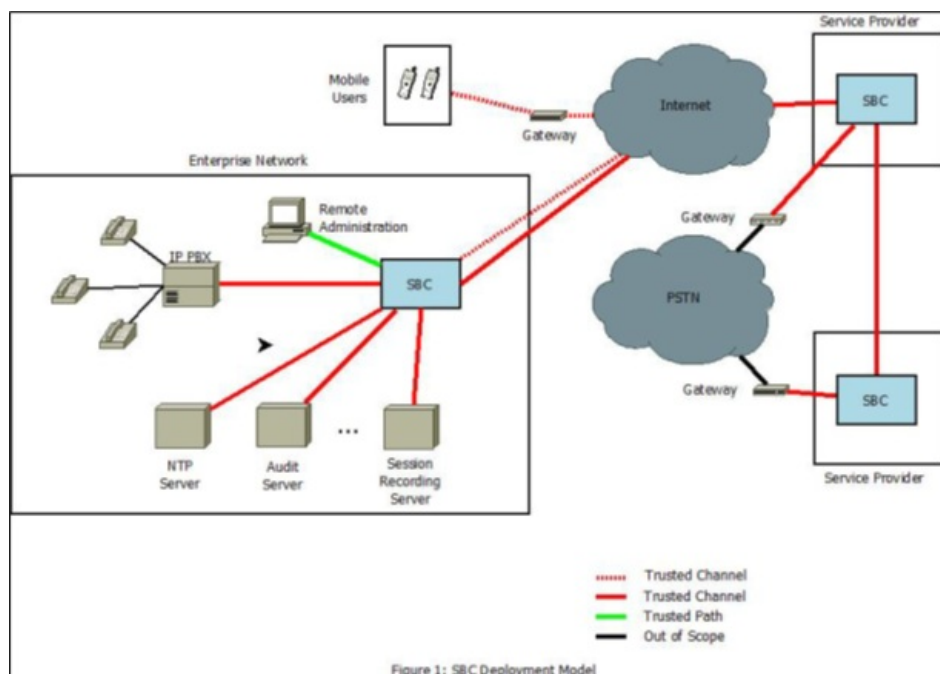 Service Provider
Mobile
Users
Internet
SBC
Gateway
Enterprise Network
Remote
Administration
Gateway
IP PBX
SBC
PSTN
Gateway
SBC
...
NTP
Server
Audit
Server
Session
Recording
Server
Service Provider
Trusted Channel
Trusted Channel
Trusted Path
Out of Scope
Figure 1: SBC Deployment Model